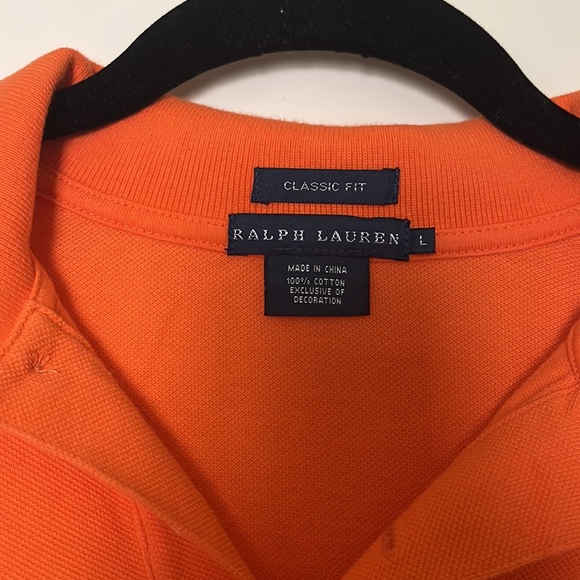 CLASSIC FIT
RALPH LAUREN L
MADE IN CHINA
100% COTTON
EXCLUSIVE OF
DECORATION